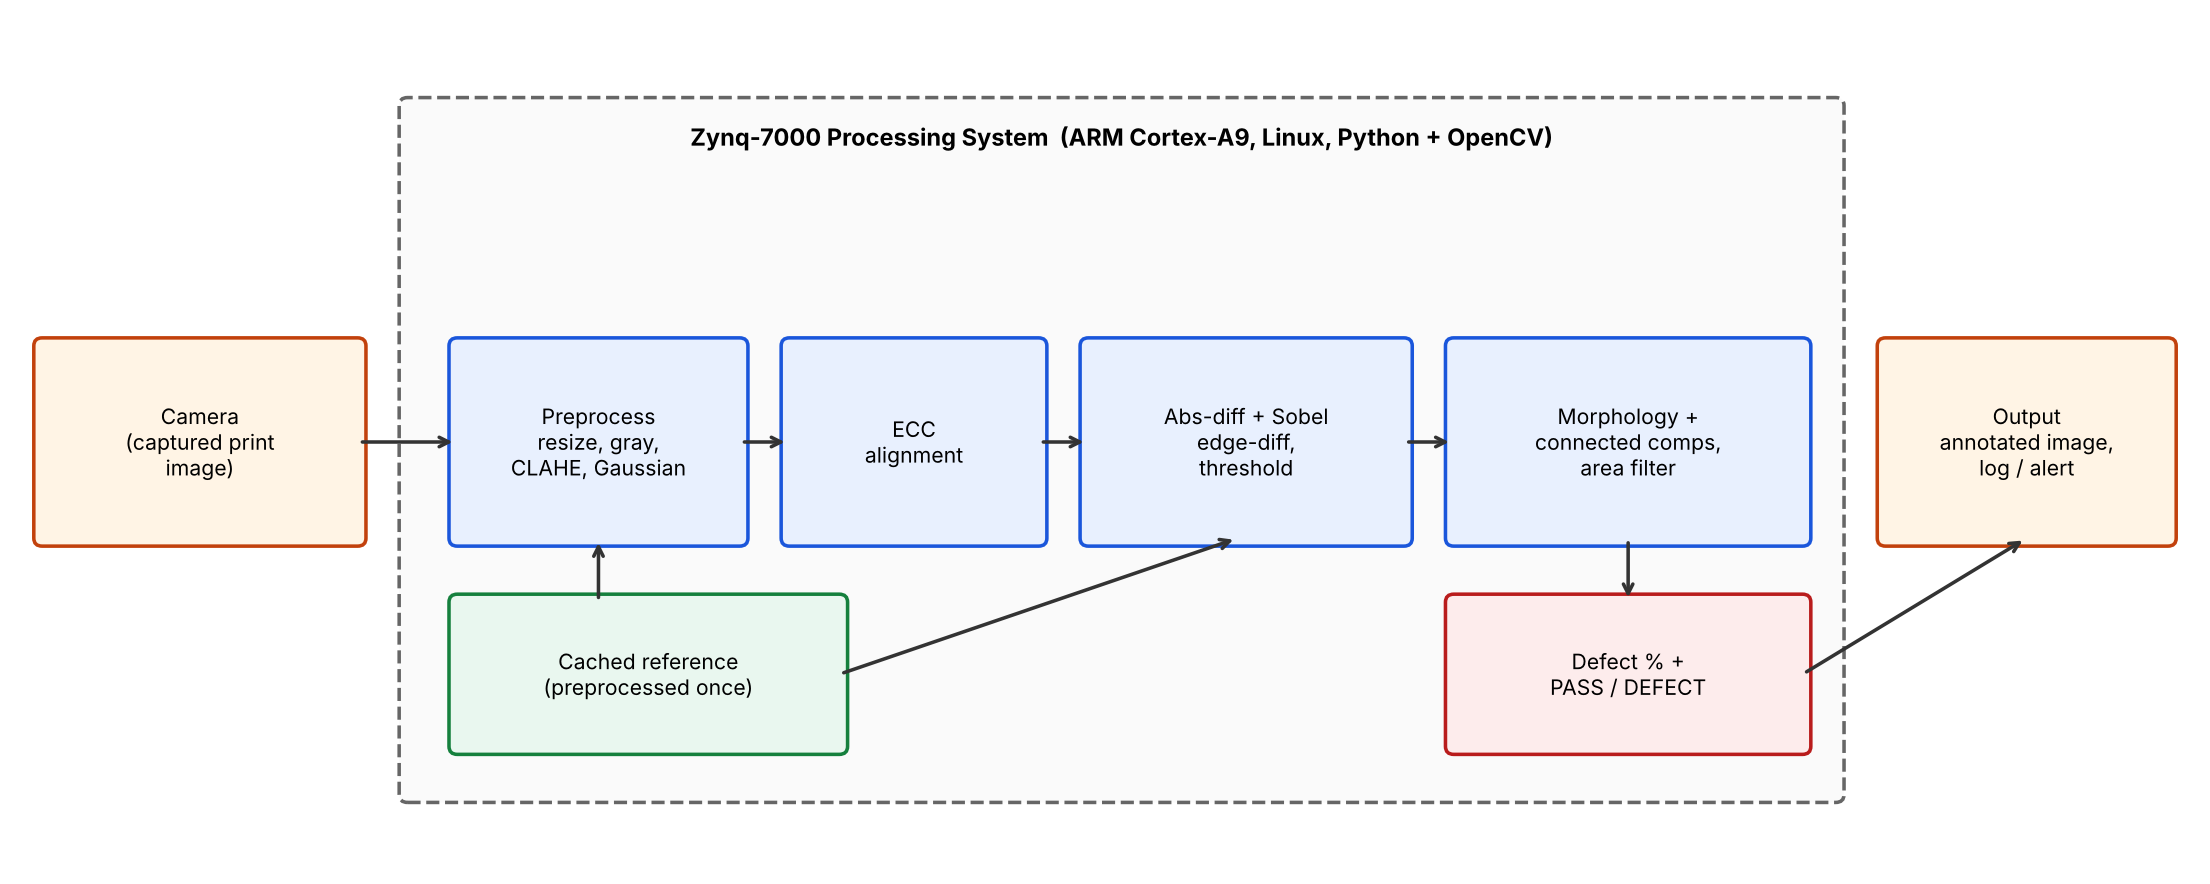 Zynq-7000 Processing System (ARM Cortex-A9, Linux, Python + OpenCV)
Camera
(captured print
image)
Preprocess
resize, gray,
CLAHE, Gaussian
ECC
alignment
Abs-diff + Sobel
edge-diff,
threshold
Morphology +
connected comps,
area filter
Output
annotated image,
log / alert
Cached reference
(preprocessed once)
Defect % +
PASS / DEFECT